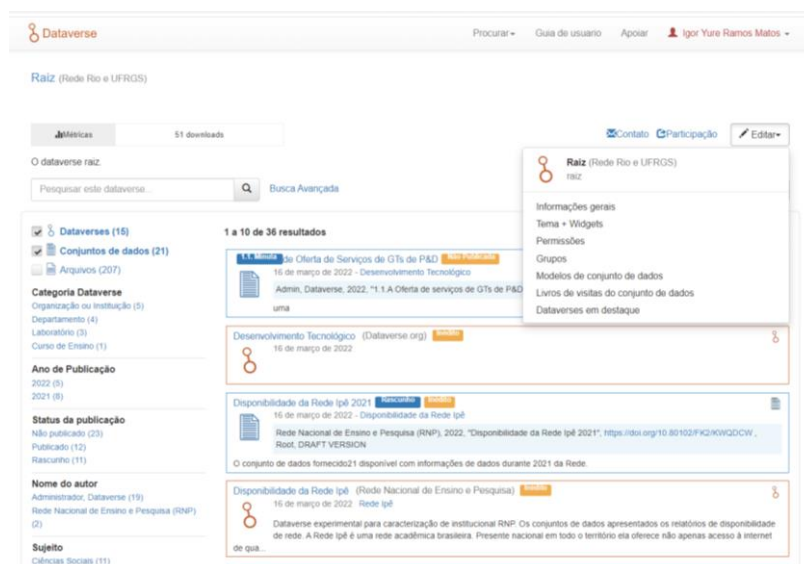 Dataverse
Procurar
Guia de usuario
Apoiar
Igor Yure Ramos Matos
Raiz (Rede Rio e UFRGS)
Métricas
51 downloads
Contato
Participação
Editar
O dataverse raiz.
Pesquisar este dataverse...
Busca Avançada
Raiz (Rede Rio e UFRGS)
raiz
Informações gerais
Tema + Widgets
Permissões
Grupos
Modelos de conjunto de dados
Livros de visitas do conjunto de dados
Dataverses em destaque
Dataverses (15)
Conjuntos de dados (21)
Arquivos (207)
Categoria Dataverse
Organização ou Instituição (5)
Departamento (4)
Laboratório (3)
Curso de Ensino (1)
Ano de Publicação
2022 (5)
2021 (8)
Status da publicação
Não publicado (23)
Publicado (12)
Rascunho (11)
Nome do autor
Administrador, Dataverse (19)
Rede Nacional de Ensino e Pesquisa (RNP)
(2)
Sujeito
Ciências Sociais (11)
1 a 10 de 36 resultados
1.1. Minuta de Oferta de Serviços de GTs de P&D Não Publicada
16 de março de 2022 - Desenvolvimento Tecnológico
Admin, Dataverse, 2022, "1.1.A Oferta de serviços de GTs de P&D
uma
Desenvolvimento Tecnológico (Dataverse org) Inédito
16 de março de 2022
Disponibilidade da Rede Ipê 2021 Rascunho Inédito
16 de março de 2022 - Disponibilidade da Rede Ipê
Rede Nacional de Ensino e Pesquisa (RNP), 2022, "Disponibilidade da Rede Ipê 2021", https://doi.org/10.80102/FK2/KWQDCW ,
Root, DRAFT VERSION
O conjunto de dados fornecido21 disponível com informações de dados durante 2021 da Rede.
Disponibilidade da Rede Ipê (Rede Nacional de Ensino e Pesquisa) Inédito
16 de março de 2022 Rede Ipê
Dataverse experimental para caracterização de institucional RNP. Os conjuntos de dados apresentados os relatórios de disponibilidade
de rede. A Rede Ipê é uma rede acadêmica brasileira. Presente nacional em todo o território ela oferece não apenas acesso à internet
de qua...